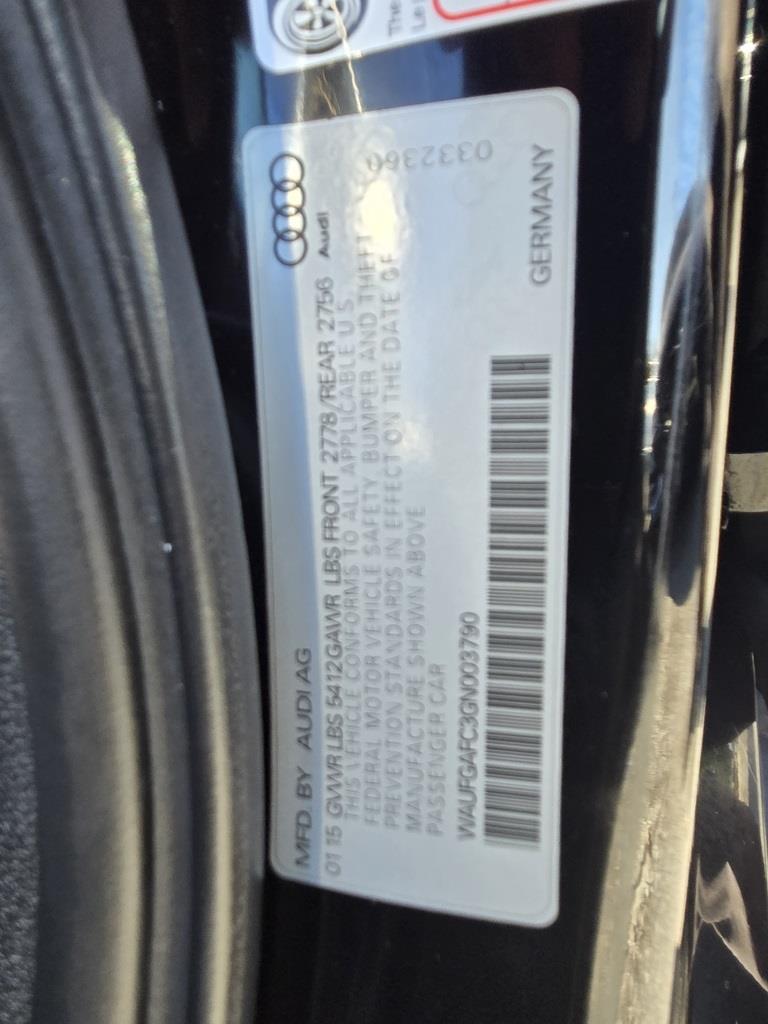 The
Le
MFD. BY AUDI AG
Audi
01 15 GVWR LBS 5412 GAWR LBS FRONT 2778 /REAR 2756
THIS VEHICLE CONFORMS TO ALL APPLICABLE U S
FEDERAL MOTOR VEHICLE SAFETY, BUMPER AND THEFT
PREVENTION STANDARDS IN EFFECT ON THE DATE OF
MANUFACTURE SHOWN ABOVE
PASSENGER CAR
0332360
WAUFGAFC3GN003790
GERMANY